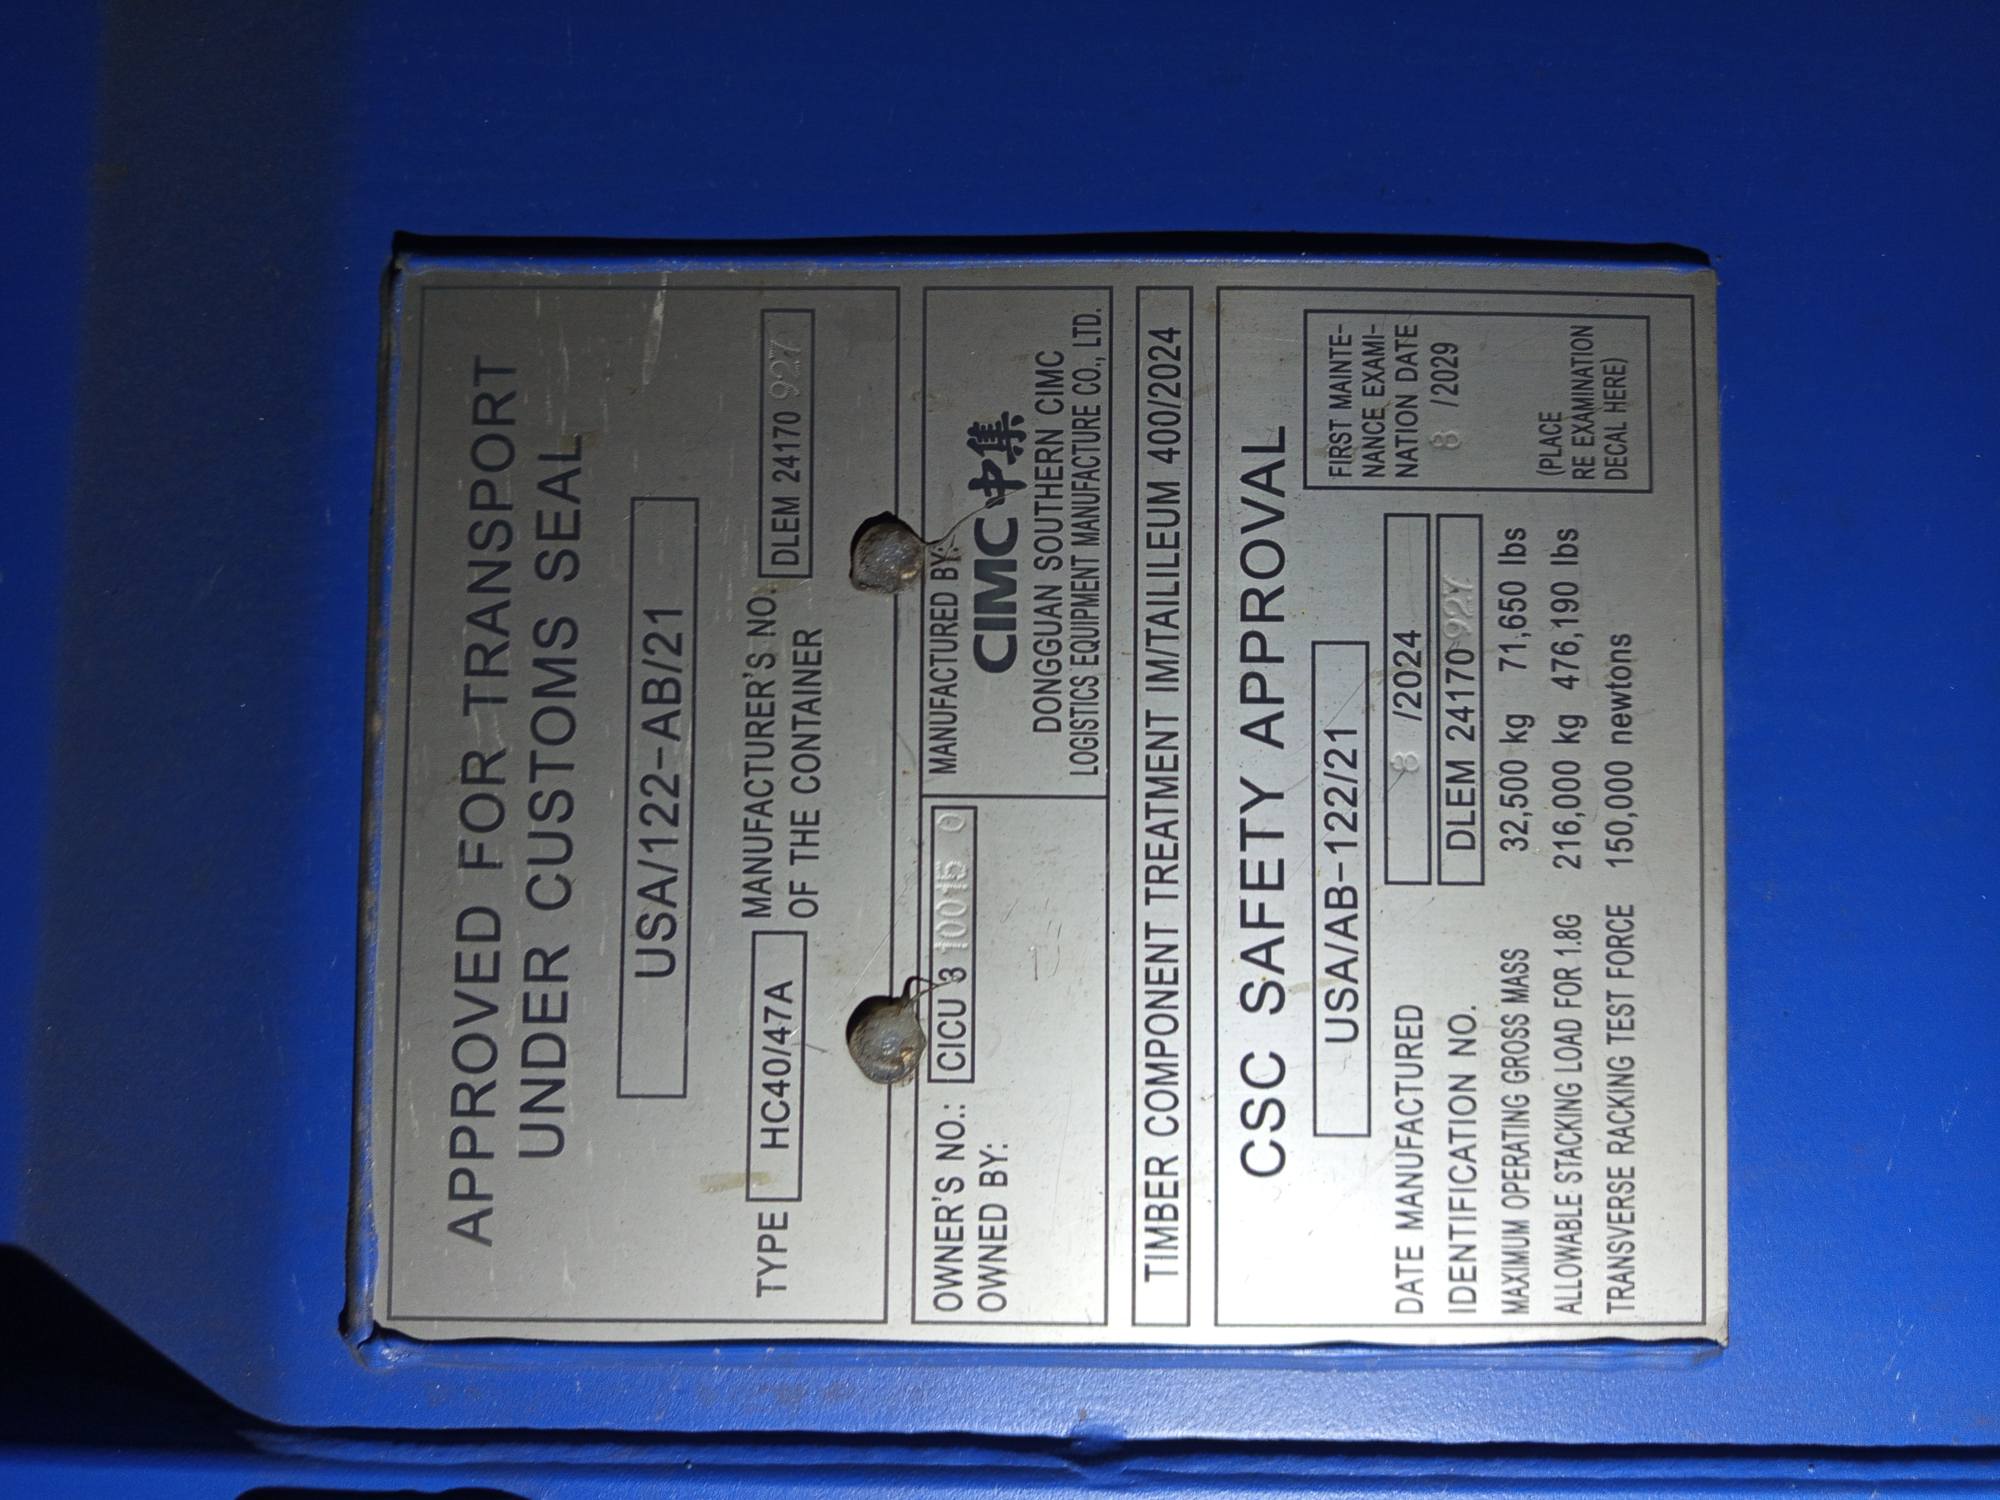 APPROVED FOR TRANSPORT
UNDER CUSTOMS SEAL
USA/122-AB/21
TYPE HC40/47A MANUFACTURER'S NO. OF THE CONTAINER DLEM 24170 927
OWNER'S NO.: CICU 3 10015 0
OWNED BY:
MANUFACTURED BY:
CIMC中集
DONGGUAN SOUTHERN CIMC
LOGISTICS EQUIPMENT MANUFACTURE CO., LTD.
TIMBER COMPONENT TREATMENT IM/TAILILEUM 400/2024
CSC SAFETY APPROVAL
USA/AB-122/21
DATE MANUFACTURED 8 /2024
IDENTIFICATION NO. DLEM 24170 927
MAXIMUM OPERATING GROSS MASS 32,500 kg 71,650 lbs
ALLOWABLE STACKING LOAD FOR 1.8G 216,000 kg 476,190 lbs
TRANSVERSE RACKING TEST FORCE 150,000 newtons
FIRST MAINTE-
NANCE EXAMI-
NATION DATE
8 /2029
(PLACE
RE EXAMINATION
DECAL HERE)